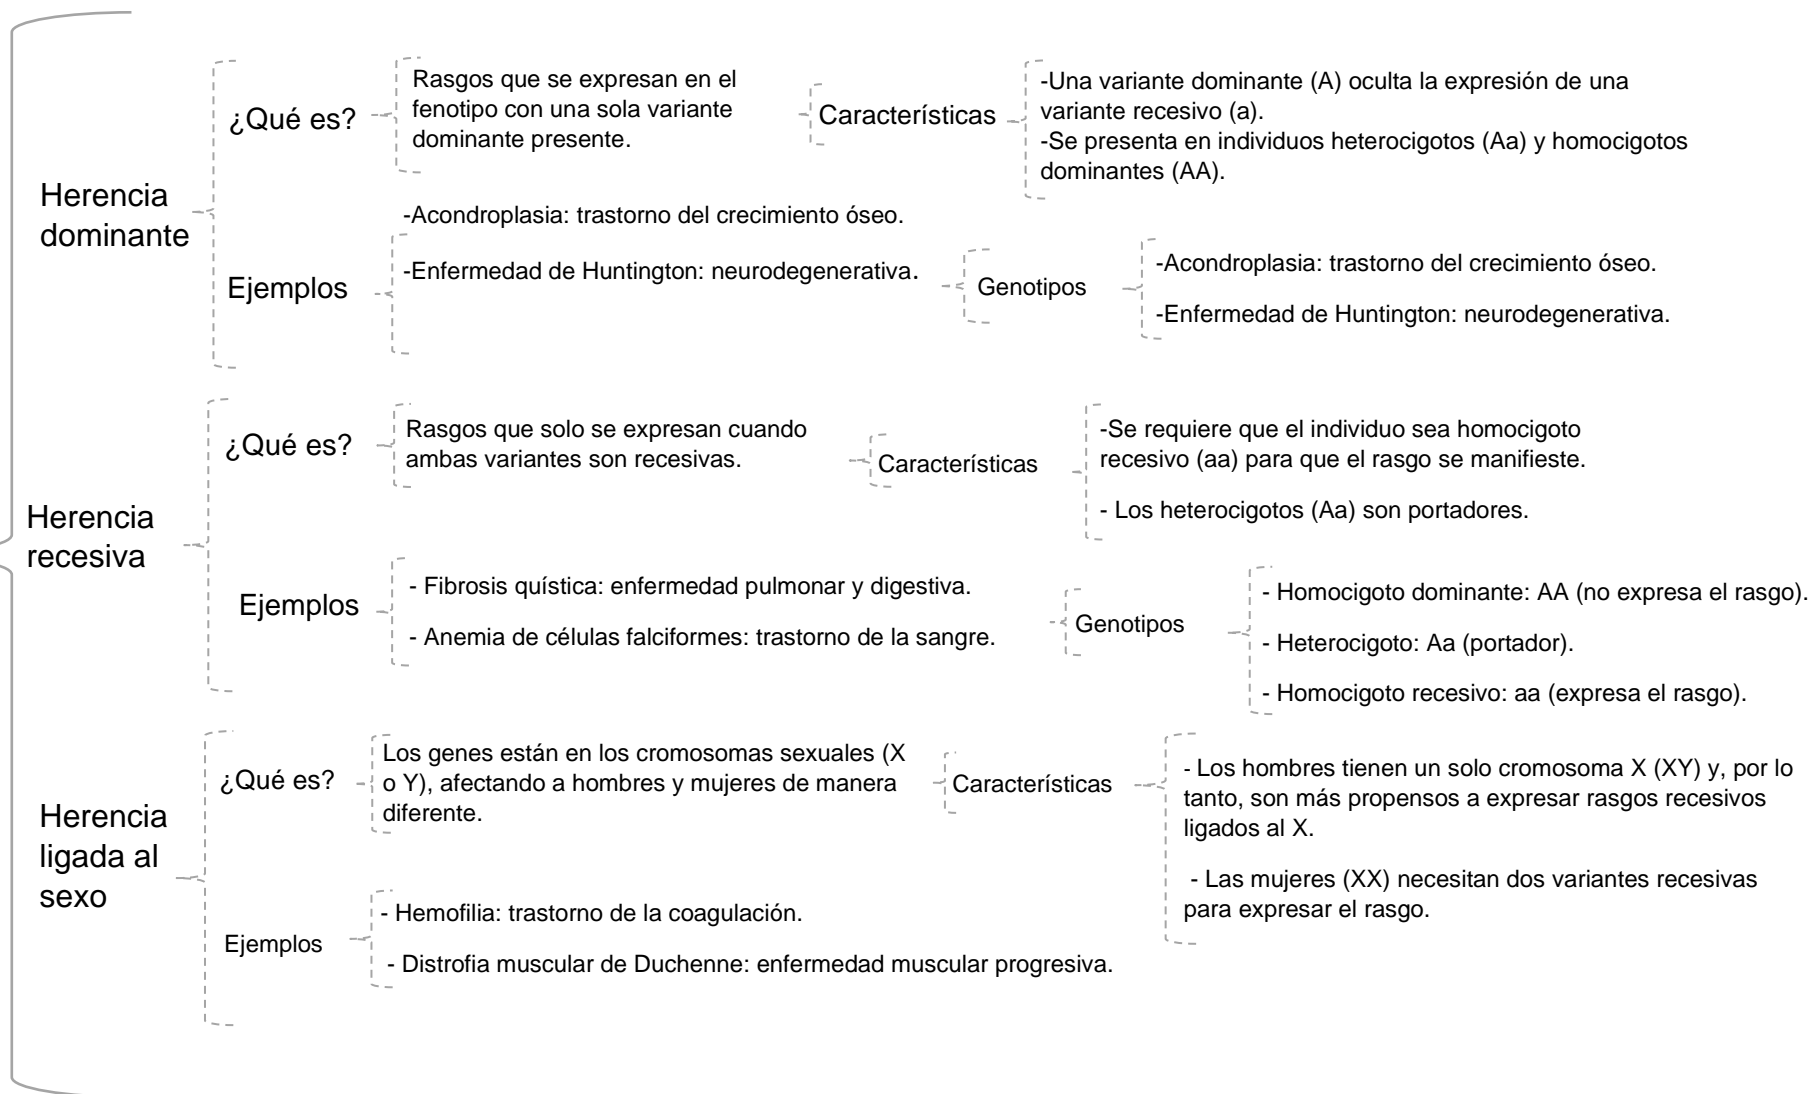 Herencia
dominante
¿Qué es?
Rasgos que se expresan en el
fenotipo con una sola variante
dominante presente.
Características
-Una variante dominante (A) oculta la expresión de una
variante recesivo (a).
-Se presenta en individuos heterocigotos (Aa) y homocigotos
dominantes (AA).
Ejemplos
-Acondroplasia: trastorno del crecimiento óseo.
-Enfermedad de Huntington: neurodegenerativa.
Genotipos
-Acondroplasia: trastorno del crecimiento óseo.
-Enfermedad de Huntington: neurodegenerativa.
Herencia
recesiva
¿Qué es?
Rasgos que solo se expresan cuando
ambas variantes son recesivas.
Características
-Se requiere que el individuo sea homocigoto
recesivo (aa) para que el rasgo se manifieste.
- Los heterocigotos (Aa) son portadores.
Ejemplos
- Fibrosis quística: enfermedad pulmonar y digestiva.
- Anemia de células falciformes: trastorno de la sangre.
Genotipos
- Homocigoto dominante: AA (no expresa el rasgo).
- Heterocigoto: Aa (portador).
- Homocigoto recesivo: aa (expresa el rasgo).
Herencia
ligada al
sexo
¿Qué es?
Los genes están en los cromosomas sexuales (X
o Y), afectando a hombres y mujeres de manera
diferente.
Características
- Los hombres tienen un solo cromosoma X (XY) y, por lo
tanto, son más propensos a expresar rasgos recesivos
ligados al X.
- Las mujeres (XX) necesitan dos variantes recesivas
para expresar el rasgo.
Ejemplos
- Hemofilia: trastorno de la coagulación.
- Distrofia muscular de Duchenne: enfermedad muscular progresiva.